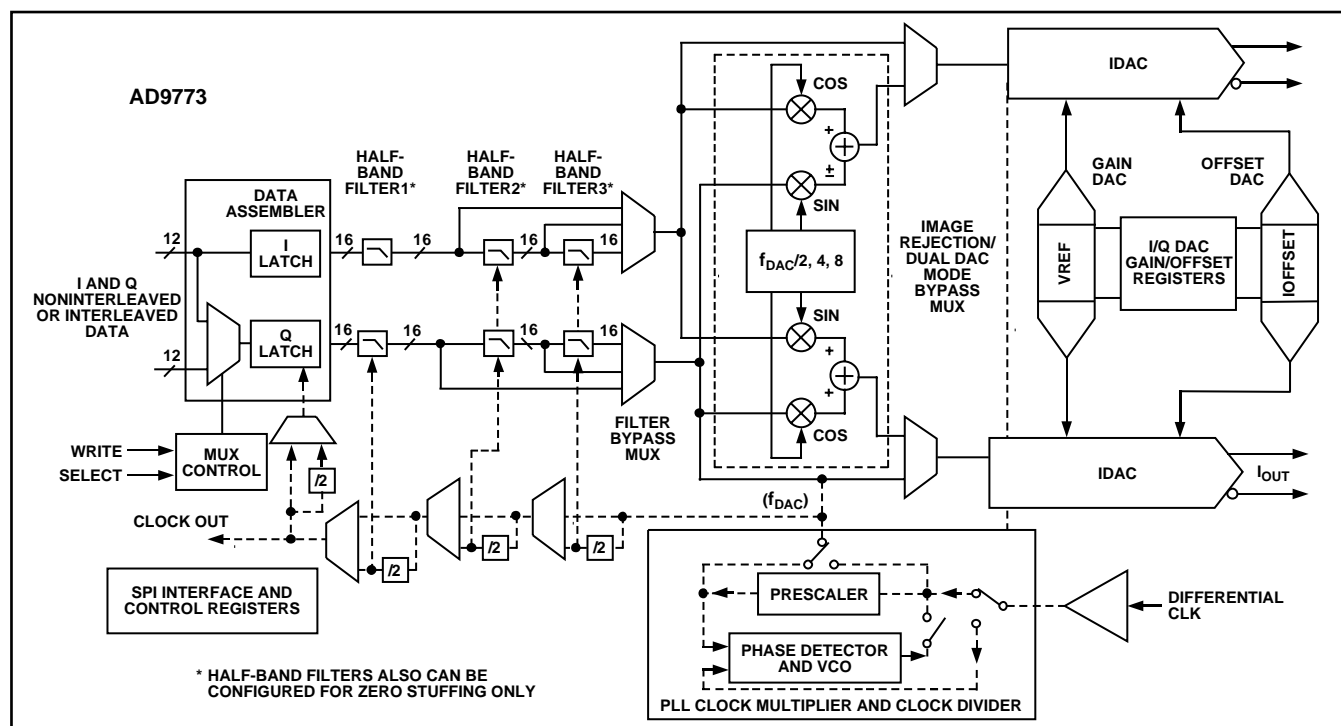 AD9773
COS
IDAC
HALF-
BAND
FILTER1*
HALF-
BAND
FILTER2*
HALF-
BAND
FILTER3*
+
±
GAIN
DAC
OFFSET
DAC
DATA
ASSEMBLER
SIN
12
I
LATCH
16
16
16
16
fDAC/2, 4, 8
IMAGE
REJECTION/
DUAL DAC
MODE
BYPASS
MUX
VREF
I/Q DAC
GAIN/OFFSET
REGISTERS
IOFFSET
I AND Q
NONINTERLEAVED
OR INTERLEAVED
DATA
SIN
12
Q
LATCH
16
16
16
16
+
+
COS
FILTER
BYPASS
MUX
WRITE
SELECT
MUX
CONTROL
/2
IDAC
IOUT
(fDAC)
CLOCK OUT
/2
/2
/2
SPI INTERFACE AND
CONTROL REGISTERS
PRESCALER
DIFFERENTIAL
CLK
PHASE DETECTOR
AND VCO
* HALF-BAND FILTERS ALSO CAN BE
CONFIGURED FOR ZERO STUFFING ONLY
PLL CLOCK MULTIPLIER AND CLOCK DIVIDER